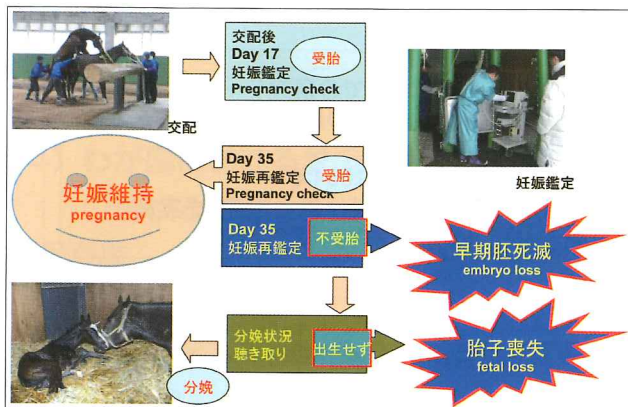 交配
交配後
Day 17
妊娠鑑定
Pregnancy check
受胎
妊娠鑑定
Day 35
妊娠再鑑定
Pregnancy check
受胎
妊娠維持
pregnancy
Day 35
妊娠再鑑定
不受胎
早期胚死滅
embryo loss
分娩状況
聴き取り
出生せず
胎子喪失
fetal loss
分娩